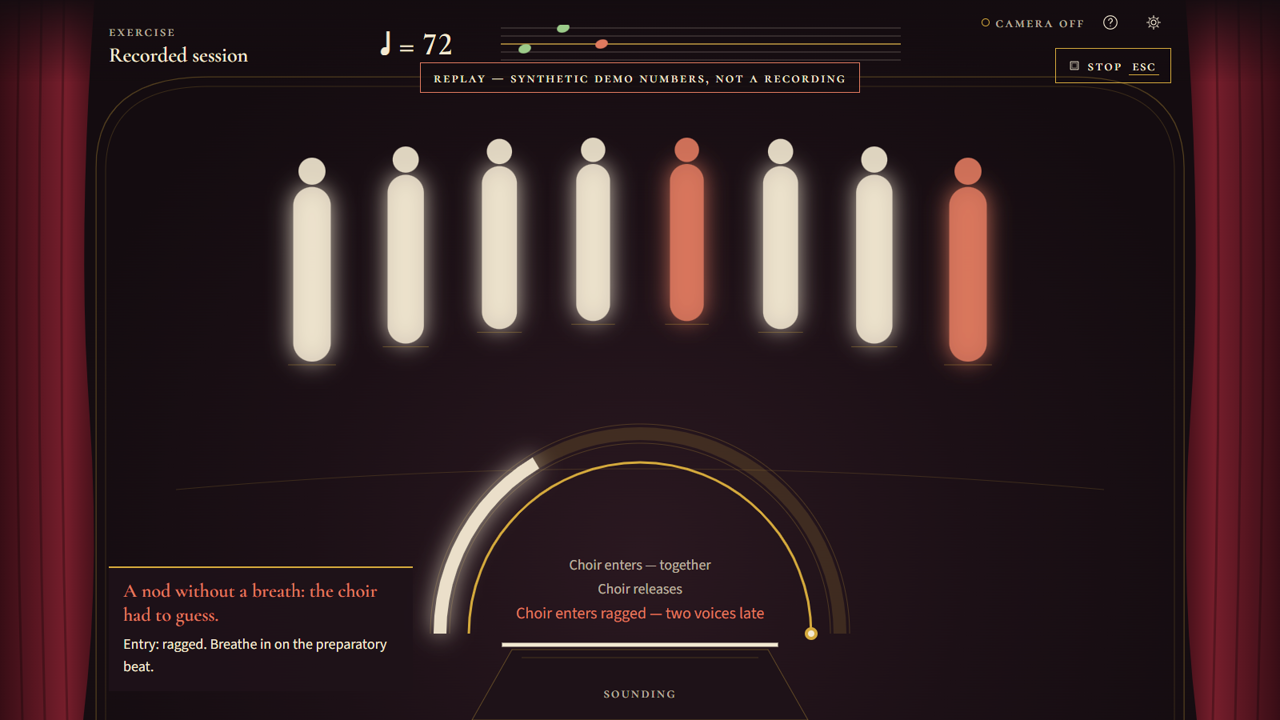 EXERCISE
Recorded session
= 72
CAMERA OFF
?
STOP ESC
REPLAY — SYNTHETIC DEMO NUMBERS, NOT A RECORDING
Choir enters — together
Choir releases
Choir enters ragged — two voices late
A nod without a breath: the choir
had to guess.
Entry: ragged. Breathe in on the preparatory
beat.
SOUNDING